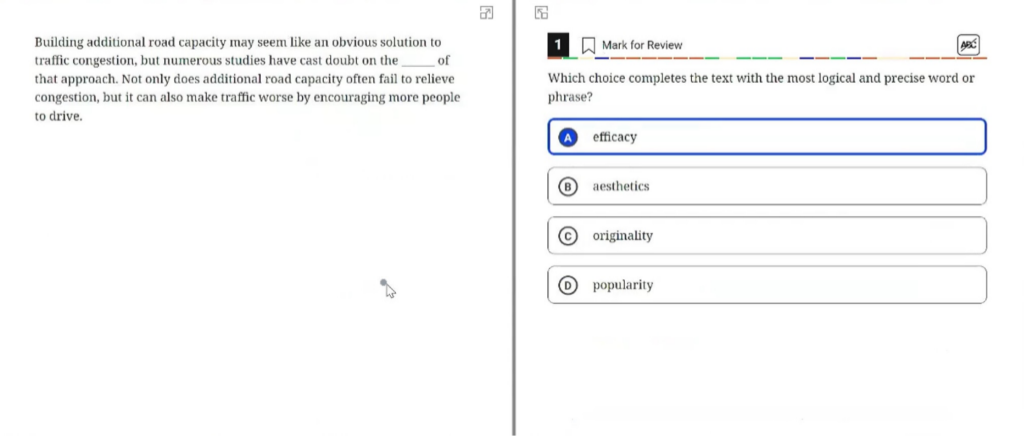 Building additional road capacity may seem like an obvious solution to
traffic congestion, but numerous studies have cast doubt on the _____ of
that approach. Not only does additional road capacity often fail to relieve
congestion, but it can also make traffic worse by encouraging more people
to drive.
1 Mark for Review ABC
Which choice completes the text with the most logical and precise word or
phrase?
A efficacy
B aesthetics
C originality
D popularity